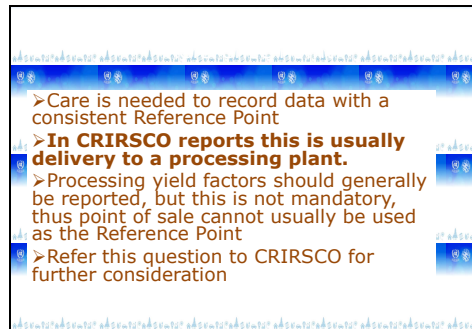 ➢Care is needed to record data with a
consistent Reference Point
➢In CRIRSCO reports this is usually
delivery to a processing plant.
➢Processing yield factors should generally
be reported, but this is not mandatory,
thus point of sale cannot usually be used
as the Reference Point
➢Refer this question to CRIRSCO for
further consideration